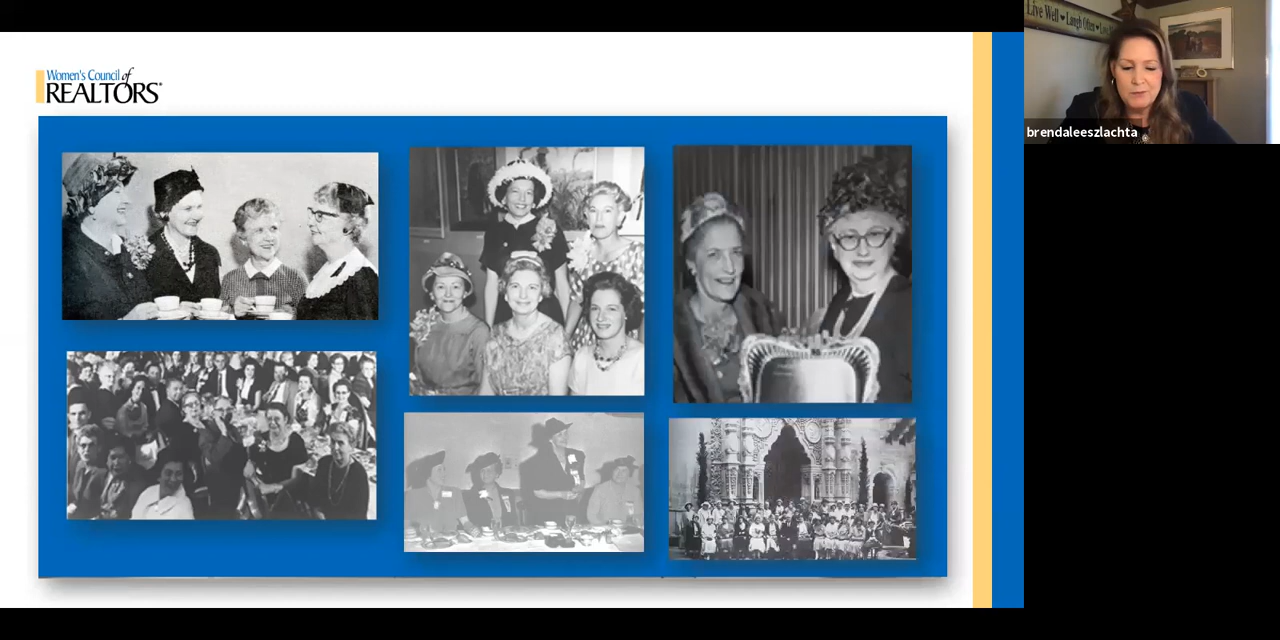 Women's Council of
REALTORS®
Live Well ♥ Laugh Often ♥
brendaleeszlachta